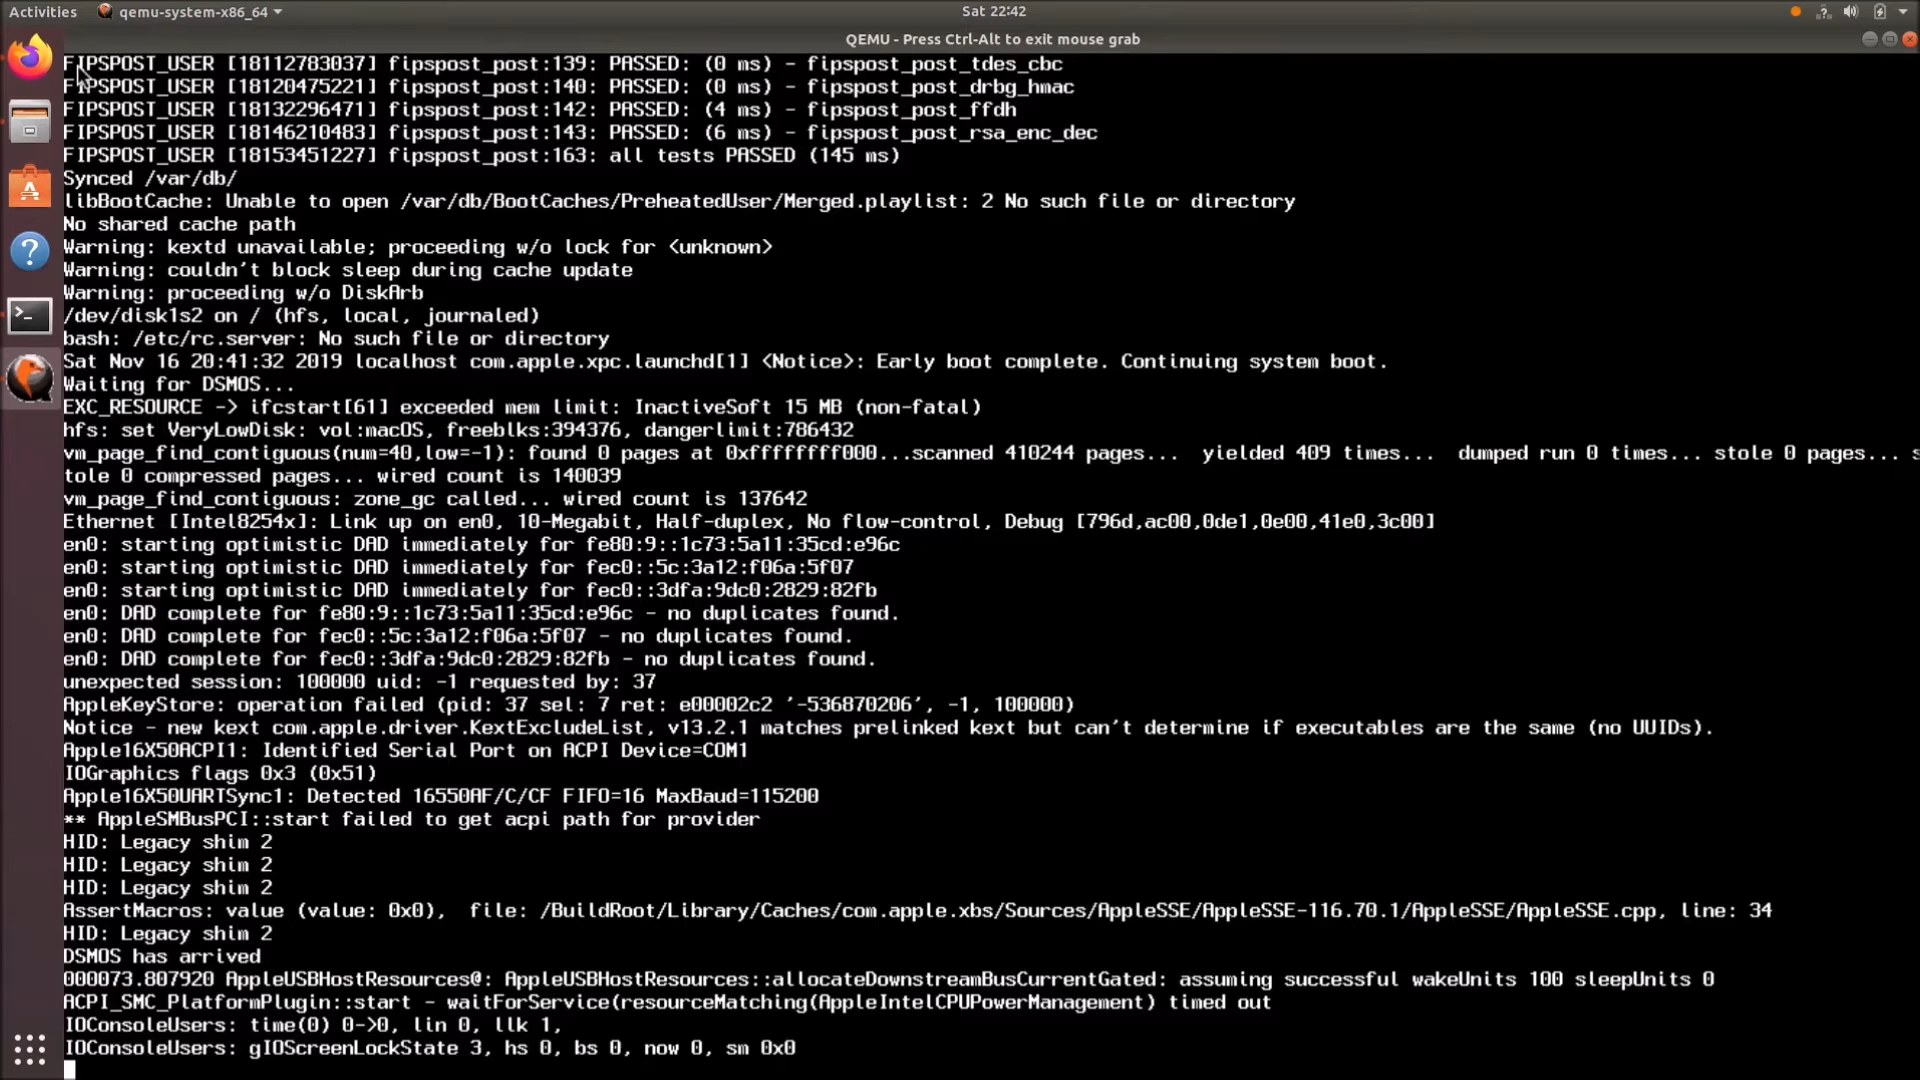 Activities
qemu-system-x86_64
Sat 22:42
QEMU - Press Ctrl-Alt to exit mouse grab
FIPSPOST_USER [18112783037] fipspost_post:139: PASSED: (0 ms) - fipspost_post_tdes_cbc
FIPSPOST_USER [18120475221] fipspost_post:140: PASSED: (0 ms) - fipspost_post_drbg_hmac
FIPSPOST_USER [18132296471] fipspost_post:142: PASSED: (4 ms) - fipspost_post_ffdh
FIPSPOST_USER [18146210483] fipspost_post:143: PASSED: (6 ms) - fipspost_post_rsa_enc_dec
FIPSPOST_USER [18153451227] fipspost_post:163: all tests PASSED (145 ms)
Synced /var/db/
libBootCache: Unable to open /var/db/BootCaches/PreheatedUser/Merged.playlist: 2 No such file or directory
No shared cache path
Warning: kextd unavailable; proceeding w/o lock for <unknown>
Warning: couldn't block sleep during cache update
Warning: proceeding w/o DiskArb
/dev/disk1s2 on / (hfs, local, journaled)
bash: /etc/rc.server: No such file or directory
Sat Nov 16 20:41:32 2019 localhost com.apple.xpc.launchd[1] <Notice>: Early boot complete. Continuing system boot.
Waiting for DSMOS...
EXC_RESOURCE -> ifcstart[61] exceeded mem limit: InactiveSoft 15 MB (non-fatal)
hfs: set VeryLowDisk: vol:macOS, freeblks:394376, dangerlimit:786432
vm_page_find_contiguous(num=40,low=-1): found 0 pages at 0xffffffff000...scanned 410244 pages...  yielded 409 times...  dumped run 0 times... stole 0 pages... s
tole 0 compressed pages... wired count is 140039
vm_page_find_contiguous: zone_gc called... wired count is 137642
Ethernet [Intel8254x]: Link up on en0, 10-Megabit, Half-duplex, No flow-control, Debug [796d,ac00,0de1,0e00,41e0,3c00]
en0: starting optimistic DAD immediately for fe80:9::1c73:5a11:35cd:e96c
en0: starting optimistic DAD immediately for fec0::5c:3a12:f06a:5f07
en0: starting optimistic DAD immediately for fec0::3dfa:9dc0:2829:82fb
en0: DAD complete for fe80:9::1c73:5a11:35cd:e96c - no duplicates found.
en0: DAD complete for fec0::5c:3a12:f06a:5f07 - no duplicates found.
en0: DAD complete for fec0::3dfa:9dc0:2829:82fb - no duplicates found.
unexpected session: 100000 uid: -1 requested by: 37
AppleKeyStore: operation failed (pid: 37 sel: 7 ret: e00002c2 '-536870206', -1, 100000)
Notice - new kext com.apple.driver.KextExcludeList, v13.2.1 matches prelinked kext but can't determine if executables are the same (no UUIDs).
Apple16X50ACPI1: Identified Serial Port on ACPI Device=COM1
IOGraphics flags 0x3 (0x51)
Apple16X50UARTSync1: Detected 16550AF/C/CF FIFO=16 MaxBaud=115200
** AppleSMBusPCI::start failed to get acpi path for provider
HID: Legacy shim 2
HID: Legacy shim 2
HID: Legacy shim 2
AssertMacros: value (value: 0x0),  file: /BuildRoot/Library/Caches/com.apple.xbs/Sources/AppleSSE/AppleSSE-116.70.1/AppleSSE/AppleSSE.cpp, line: 34
HID: Legacy shim 2
DSMOS has arrived
000073.807920 AppleUSBHostResources@: AppleUSBHostResources::allocateDownstreamBusCurrentGated: assuming successful wakeUnits 100 sleepUnits 0
ACPI_SMC_PlatformPlugin::start - waitForService(resourceMatching(AppleIntelCPUPowerManagement) timed out
IOConsoleUsers: time(0) 0->0, lin 0, llk 1,
IOConsoleUsers: gIOScreenLockState 3, hs 0, bs 0, now 0, sm 0x0